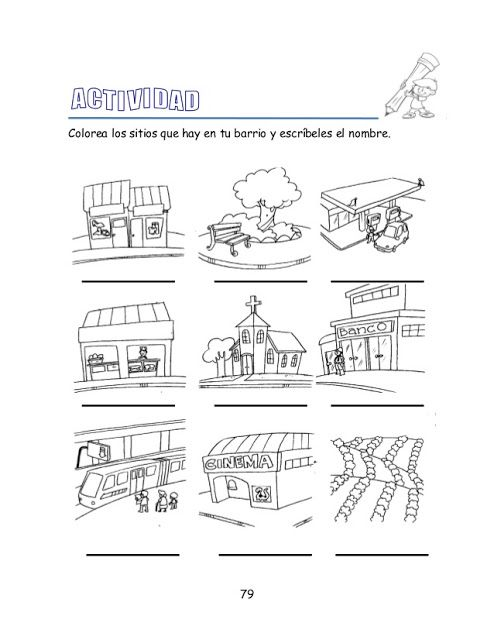 ACTIVIDAD
Colorea los sitios que hay en tu barrio y escríbeles el nombre.
BANCO
CINEMA
79